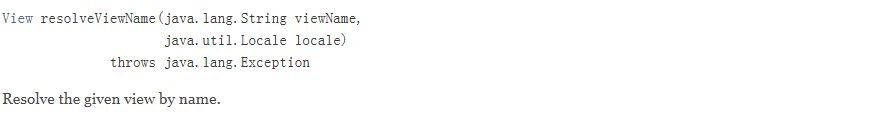 View resolveViewName(java.lang.String viewName,
java.util.Locale locale)
throws java.lang.Exception
Resolve the given view by name.